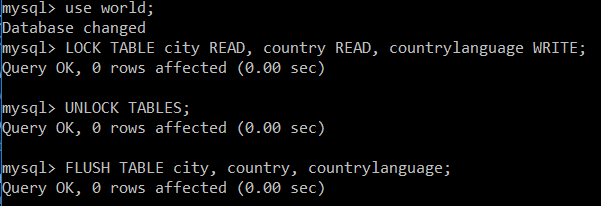 mysql> use world;
Database changed
mysql> LOCK TABLE city READ, country READ, countrylanguage WRITE;
Query OK, 0 rows affected (0.00 sec)
mysql> UNLOCK TABLES;
Query OK, 0 rows affected (0.00 sec)
mysql> FLUSH TABLE city, country, countrylanguage;
Query OK, 0 rows affected (0.00 sec)